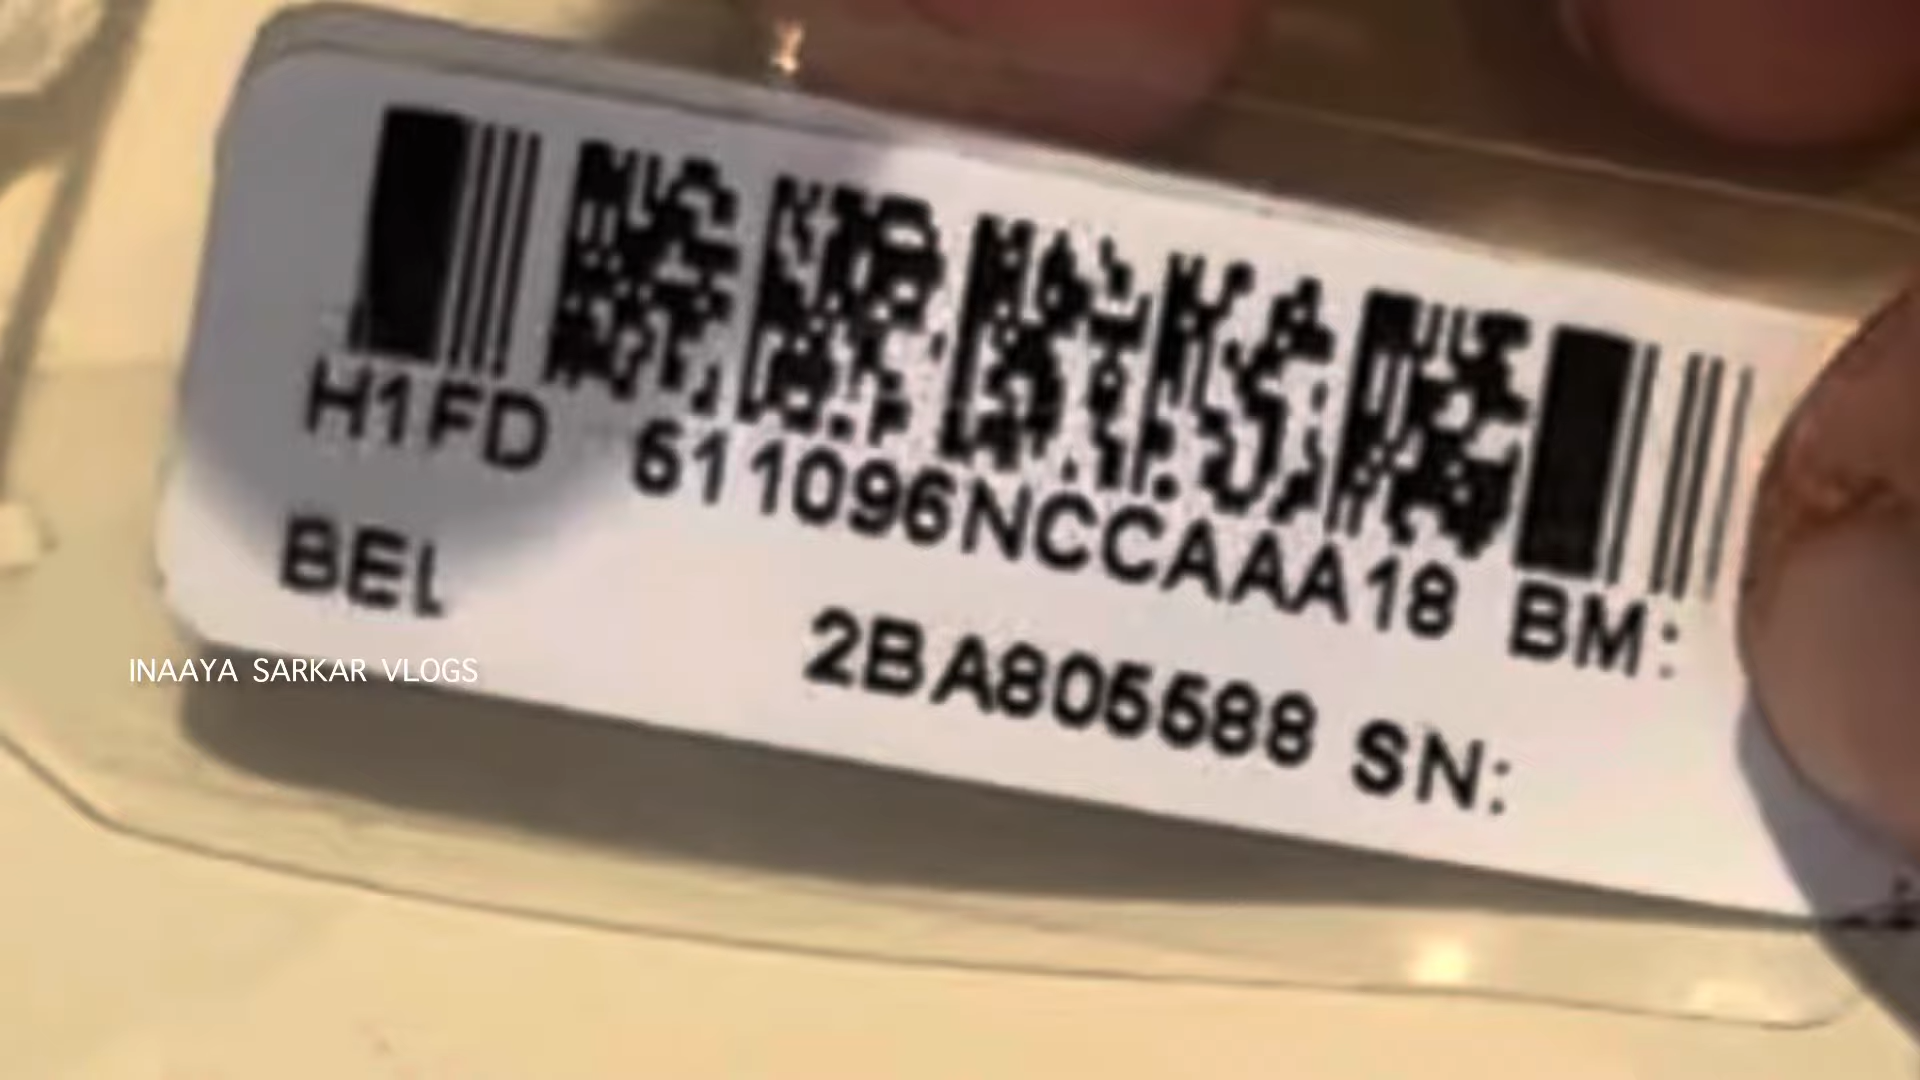 H1FD 611096NCCAAA18 BM:
BEL 2BA805588 SN:
INAAYA SARKAR VLOGS